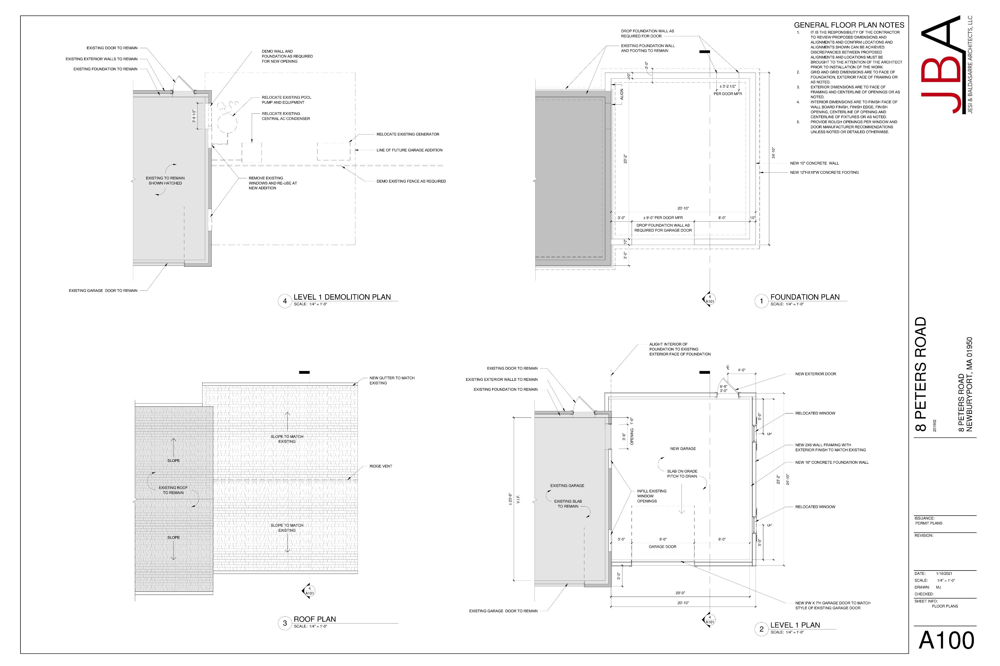 GENERAL FLOOR PLAN NOTES
1. IT IS THE RESPONSIBILITY OF THE CONTRACTOR
TO REVIEW PROPOSED DIMENSIONS AND
ALIGNMENTS AND CONFIRM LOCATIONS AND
ALIGNMENTS SHOWN CAN BE ACHIEVED.
DISCREPANCIES BETWEEN PROPOSED
ALIGNMENTS AND LOCATIONS MUST BE
BROUGHT TO THE ATTENTION OF THE ARCHITECT
PRIOR TO INSTALLATION OF THE WORK.
2. GRID AND GRID DIMENSIONS ARE TO FACE OF
FOUNDATION, EXTERIOR FACE OF FRAMING OR
AS NOTED.
3. EXTERIOR DIMENSIONS ARE TO FACE OF
FRAMING AND CENTERLINE OF OPENINGS OR AS
NOTED.
4. INTERIOR DIMENSIONS ARE TO FINISH FACE OF
WALL BOARD FINISH, FINISH EDGE, FINISH
OPENING, CENTERLINE OF OPENING AND
CENTERLINE OF FIXTURES OR AS NOTED.
5. PROVIDE ROUGH OPENINGS PER WINDOW AND
DOOR MANUFACTURER RECOMMENDATIONS
UNLESS NOTED OR DETAILED OTHERWISE.
EXISTING DOOR TO REMAIN
EXISTING EXTERIOR WALLS TO REMAIN
EXISTING FOUNDATION TO REMAIN
DEMO WALL AND
FOUNDATION AS REQUIRED
FOR NEW OPENING
RELOCATE EXISTING POOL
PUMP AND EQUIPMENT
RELOCATE EXISTING
CENTRAL AC CONDENSER
3'-8 1/2"
RELOCATE EXISTING GENERATOR
LINE OF FUTURE GARAGE ADDITION
EXISTING TO REMAIN
SHOWN HATCHED
REMOVE EXISTING
WINDOWS AND RE-USE AT
NEW ADDITION
DEMO EXISTING FENCE AS REQUIRED
EXISTING GARAGE DOOR TO REMAIN
4
LEVEL 1 DEMOLITION PLAN
SCALE: 1/4" = 1'-0"
DROP FOUNDATION WALL AS
REQUIRED FOR DOOR
EXISTING FOUNDATION WALL
AND FOOTING TO REMAIN
2'-0"
10"
ALIGN
± 3'-2 1/2"
PER DOOR MFR
23'-2"
24'-10"
NEW 10" CONCRETE WALL
NEW 12"HX18"W CONCRETE FOOTING
20'-10"
3'-0"
± 9'-0" PER DOOR MFR
8'-0"
10"
DROP FOUNDATION WALL AS
REQUIRED FOR GARAGE DOOR
10"
3'-0"
4
A101
1
FOUNDATION PLAN
SCALE: 1/4" = 1'-0"
NEW GUTTER TO MATCH
EXISTING
SLOPE TO MATCH
EXISTING
SLOPE
RIDGE VENT
EXISTING ROOF
TO REMAIN
SLOPE TO MATCH
EXISTING
SLOPE
4
A101
3
ROOF PLAN
SCALE: 1/4" = 1'-0"
ALIGHT INTERIOR OF
FOUNDATION TO EXISTING
EXTERIOR FACE OF FOUNDATION
EXISTING DOOR TO REMAIN
EXISTING EXTERIOR WALLS TO REMAIN
EXISTING FOUNDATION TO REMAIN
CL
4'-0"
NEW EXTERIOR DOOR
6'-8"
3'-0"
5'-0"
RELOCATED WINDOW
CL
1'-0"
3'-6"
OPENING
NEW GARAGE
NEW 2X6 WALL FRAMING WITH
EXTERIOR FINISH TO MATCH EXISTING
NEW 10" CONCRETE FOUNDATION WALL
SLAB ON GRADE
PITCH TO DRAIN
23'-2"
24'-10"
EXISTING GARAGE
± 23'-6"
V.I.F.
EXISTING SLAB
TO REMAIN
INFILL EXISTING
WINDOW
OPENINGS
RELOCATED WINDOW
CL
5'-0"
3'-0"
9'-0"
8'-0"
GARAGE DOOR
3'-0"
20'-0"
20'-10"
NEW 9'W X 7'H GARAGE DOOR TO MATCH
STYLE OF EXISTING GARAGE DOOR
EXISTING GARAGE DOOR TO REMAIN
4
A101
2
LEVEL 1 PLAN
SCALE: 1/4" = 1'-0"
JBA
JESI & BALDASARRE ARCHITECTS, LLC
8 PETERS ROAD
201902
8 PETERS ROAD
NEWBURYPORT, MA 01950
ISSUANCE:
PERMIT PLANS
REVISION:
DATE: 1/10/2021
SCALE: 1/4" = 1'-0"
DRAWN: MJ
CHECKED:
SHEET INFO:
FLOOR PLANS
A100